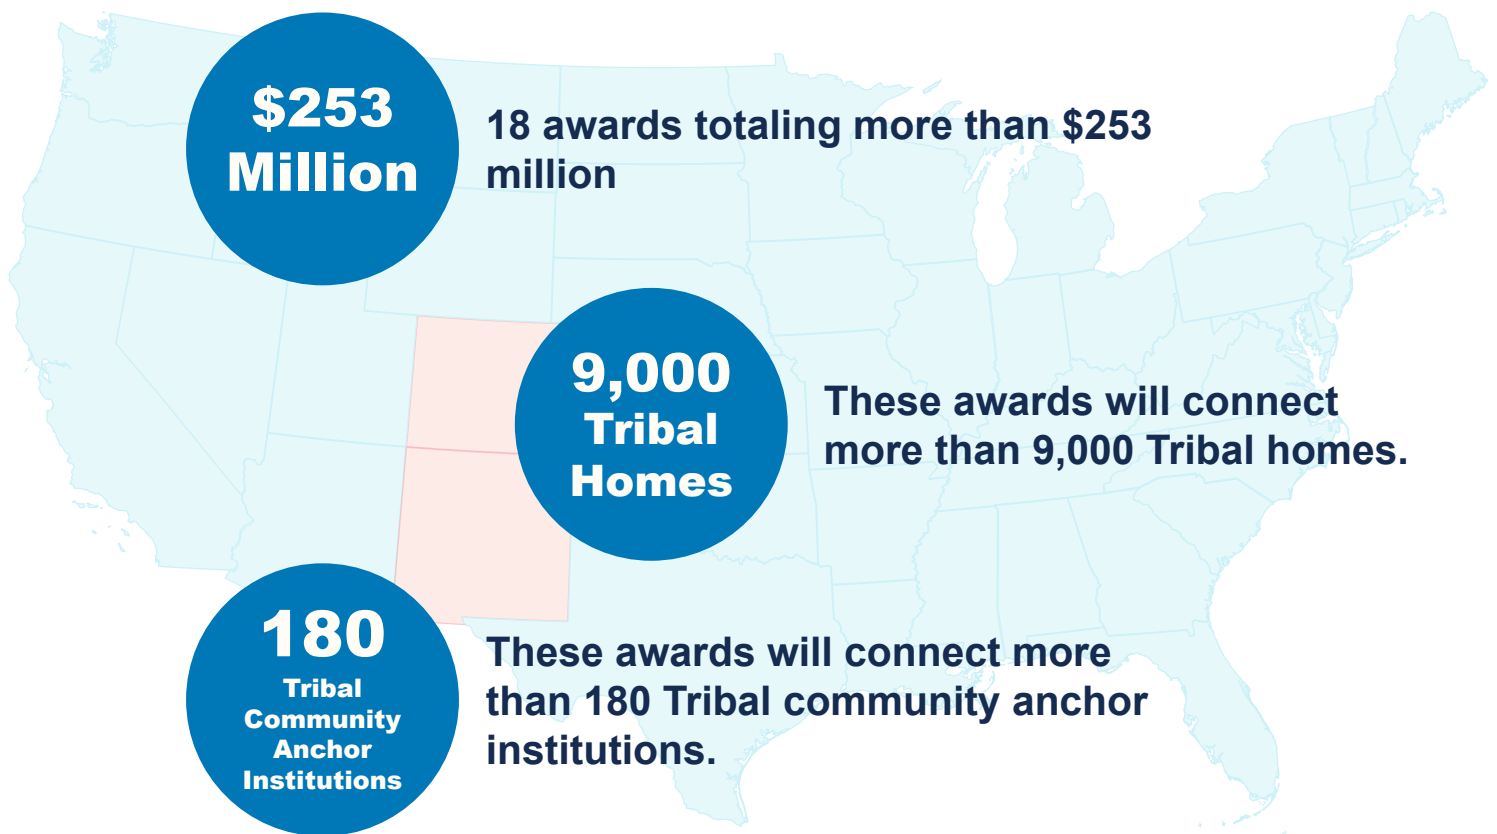 $253
Million
18 awards totaling more than $253
million
9,000
Tribal
Homes
These awards will connect
more than 9,000 Tribal homes.
180
Tribal
Community
Anchor
Institutions
These awards will connect more
than 180 Tribal community anchor
institutions.